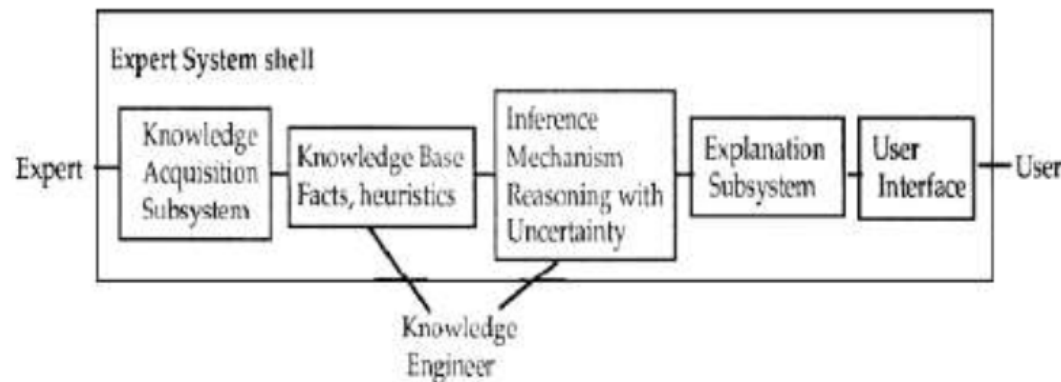 Expert System shell
Expert
Knowledge
Acquisition
Subsystem
Knowledge Base
Facts, heuristics
Inference
Mechanism
Reasoning with
Uncertainty
Explanation
Subsystem
User
Interface
User
Knowledge
Engineer